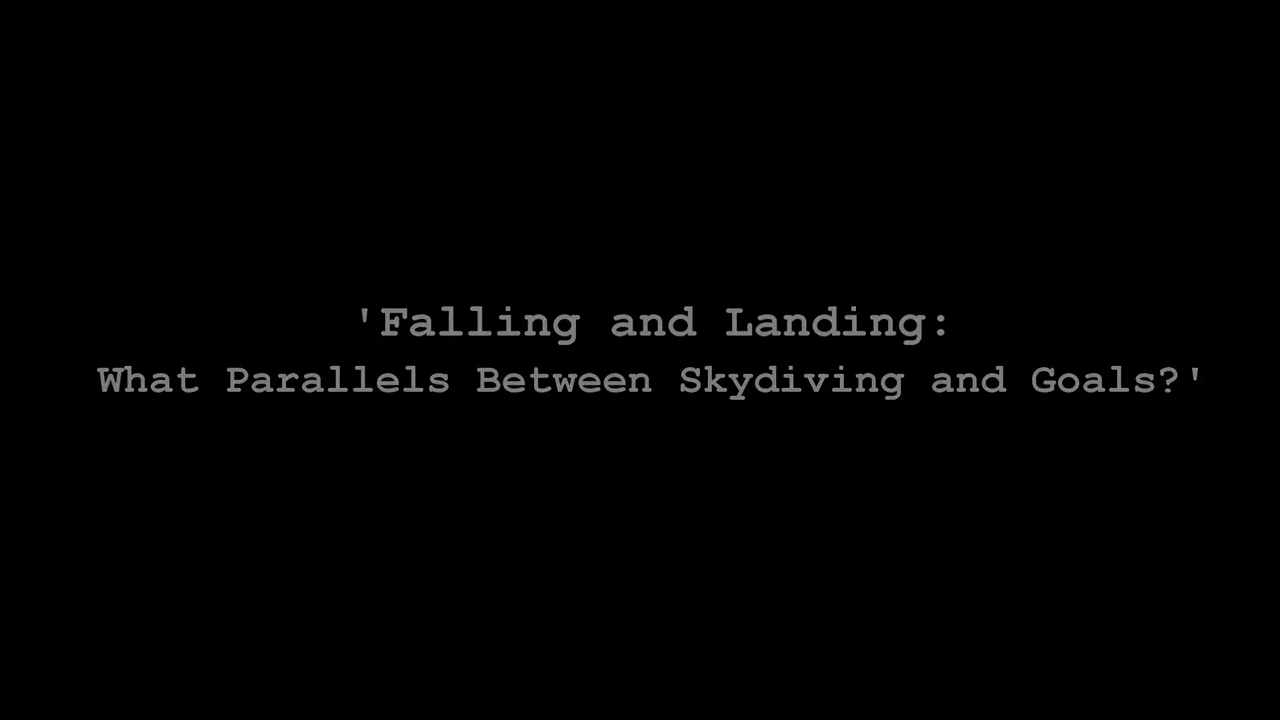 'Falling and Landing:
What Parallels Between Skydiving and Goals?'